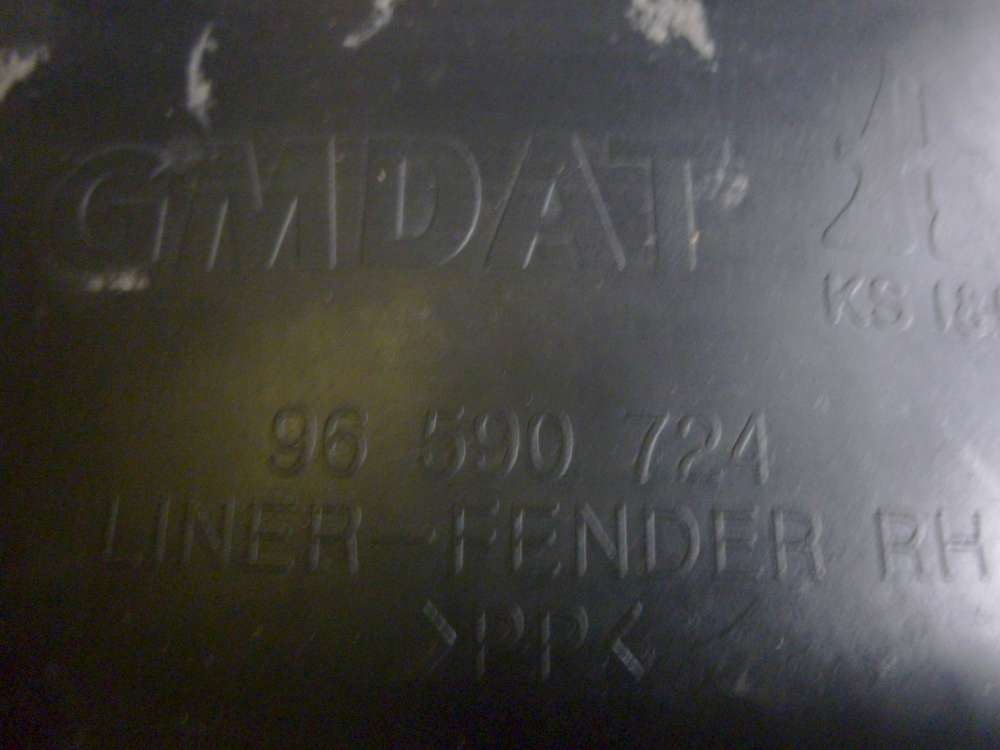 GMDAT
KS
96 590 724
LINER-FENDER RH
>PP<